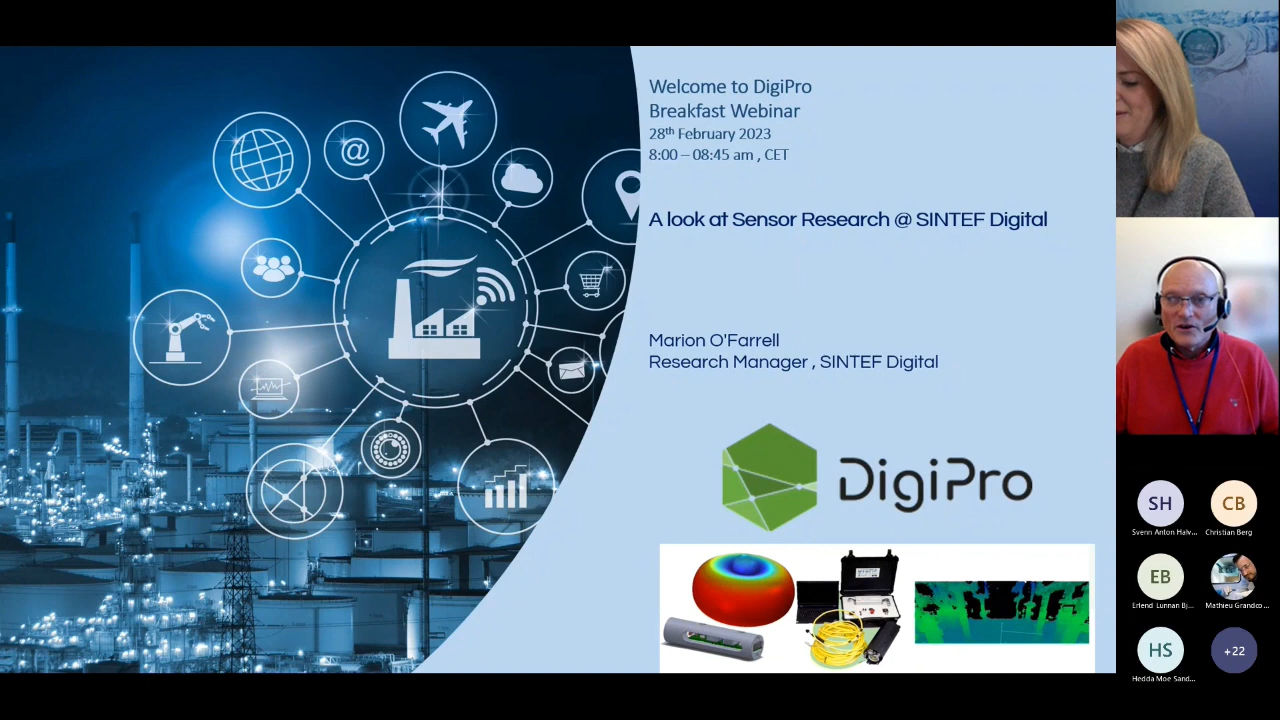 Welcome to DigiPro
Breakfast Webinar
28th February 2023
8:00 – 08:45 am , CET
A look at Sensor Research @ SINTEF Digital
Marion O'Farrell
Research Manager , SINTEF Digital
DigiPro
@
SH
CB
Svenn Anton Halv...
Christian Berg
EB
Erlend Lunnan Bj...
Mathieu Grandco...
HS
+22
Hedda Moe Sand...